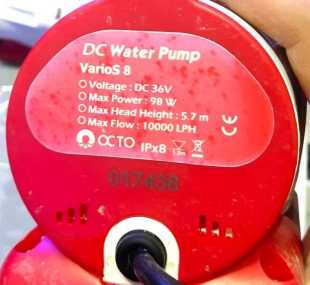 DC Water Pump
VarioS 8
Voltage : DC 36V
Max Power : 98 W
Max Head Height : 5.7 m
Max Flow : 10000 LPH
CE
OCTO IPx8
017436